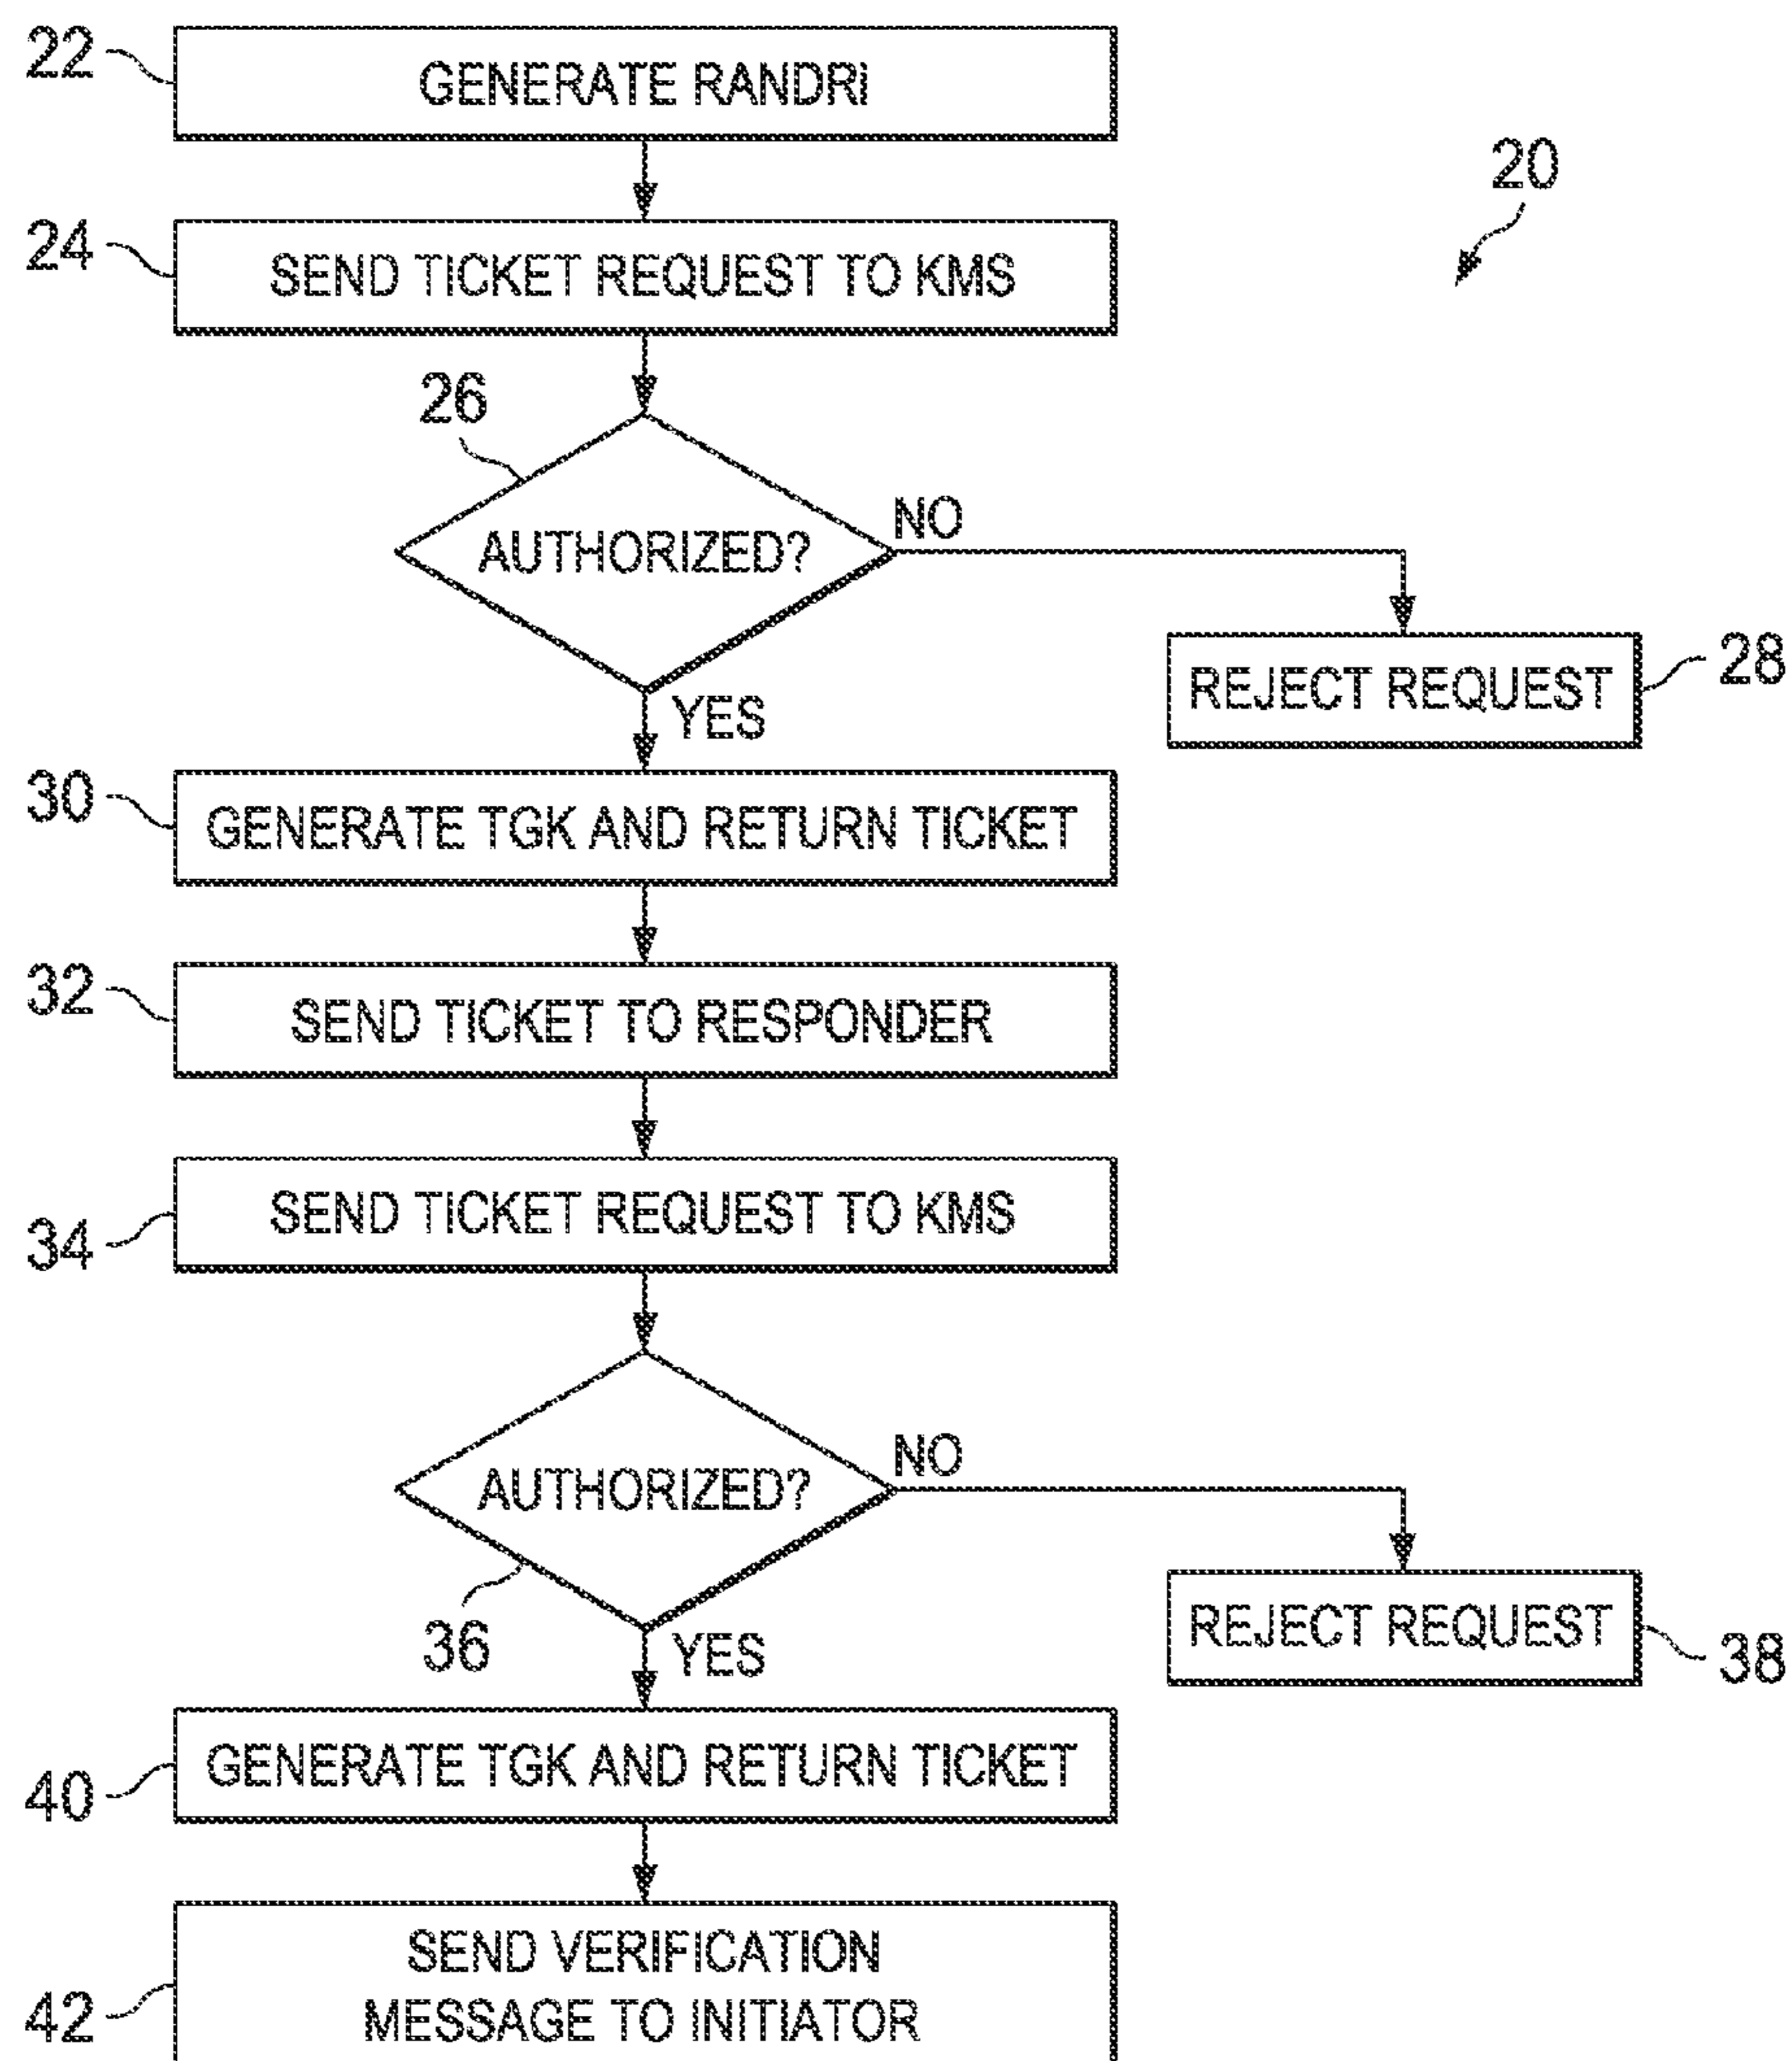 22
GENERATE RANDRi
20
24
SEND TICKET REQUEST TO KMS
26
AUTHORIZED?
NO
REJECT REQUEST
28
YES
30
GENERATE TGK AND RETURN TICKET
32
SEND TICKET TO RESPONDER
34
SEND TICKET REQUEST TO KMS
AUTHORIZED?
NO
36
YES
REJECT REQUEST
38
40
GENERATE TGK AND RETURN TICKET
42
SEND VERIFICATION
MESSAGE TO INITIATOR